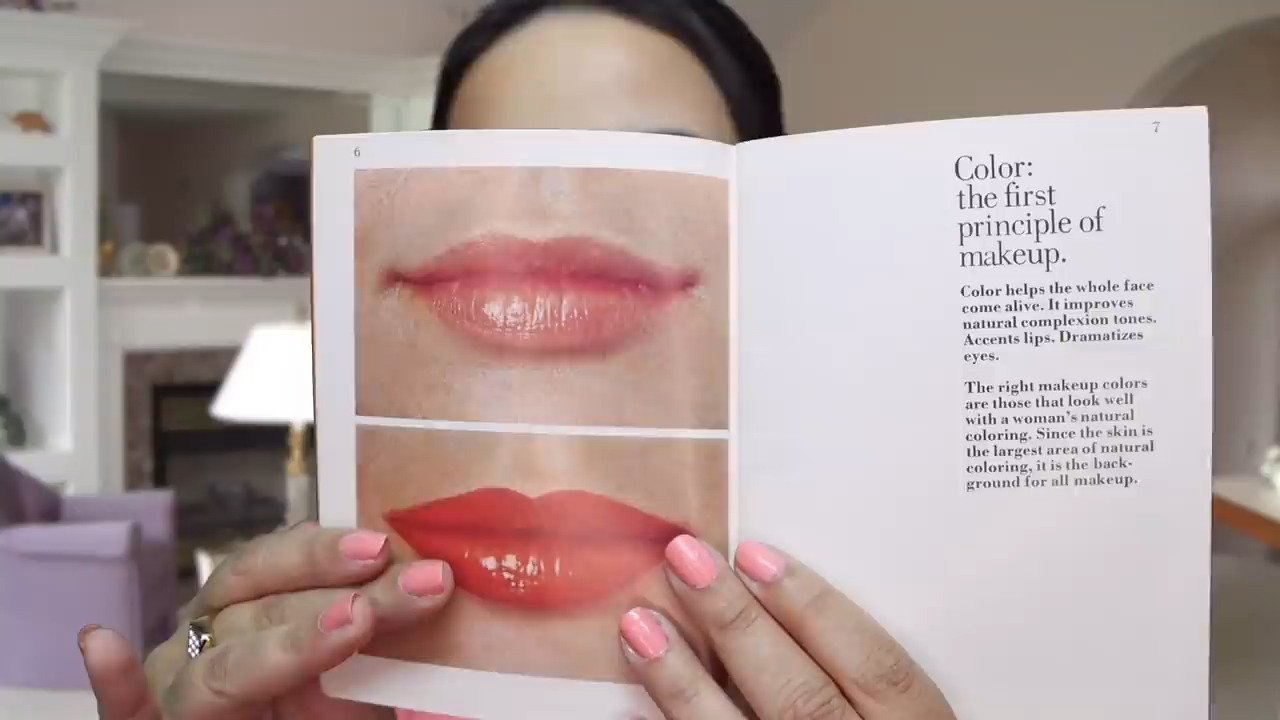 6
7
Color:
the first
principle of
makeup.
Color helps the whole face
come alive. It improves
natural complexion tones.
Accents lips. Dramatizes
eyes.
The right makeup colors
are those that look well
with a woman's natural
coloring. Since the skin is
the largest area of natural
coloring, it is the back-
ground for all makeup.